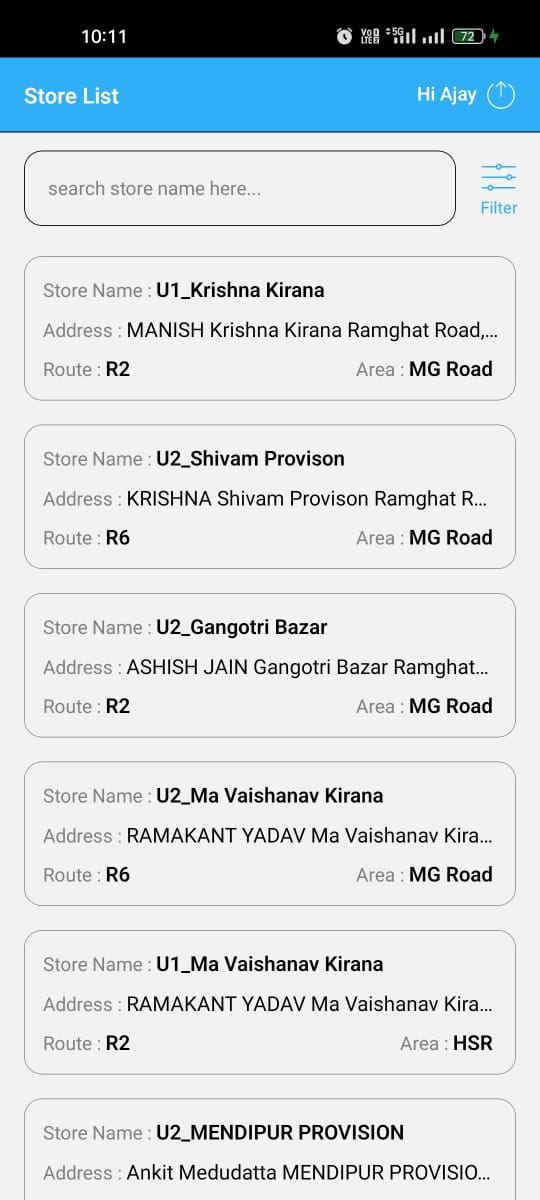 10:11
VoD LTED 5G 72
Store List
Hi Ajay
search store name here...
Filter
Store Name : U1_Krishna Kirana
Address : MANISH Krishna Kirana Ramghat Road,...
Route : R2 Area : MG Road
Store Name : U2_Shivam Provison
Address : KRISHNA Shivam Provison Ramghat R...
Route : R6 Area : MG Road
Store Name : U2_Gangotri Bazar
Address : ASHISH JAIN Gangotri Bazar Ramghat...
Route : R2 Area : MG Road
Store Name : U2_Ma Vaishanav Kirana
Address : RAMAKANT YADAV Ma Vaishanav Kira...
Route : R6 Area : MG Road
Store Name : U1_Ma Vaishanav Kirana
Address : RAMAKANT YADAV Ma Vaishanav Kira...
Route : R2 Area : HSR
Store Name : U2_MENDIPUR PROVISION
Address : Ankit Medudatta MENDIPUR PROVISIO...